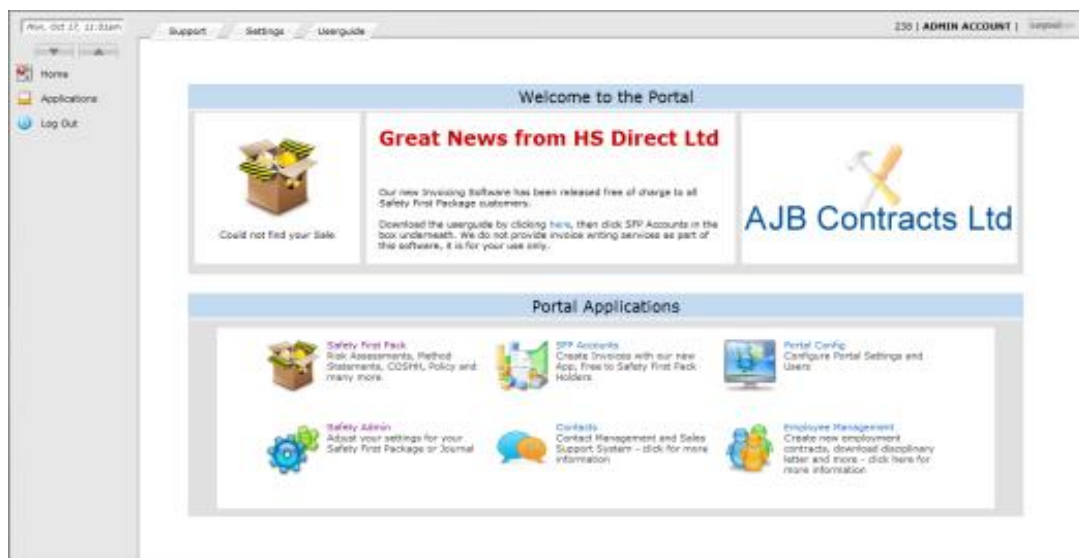 Mon, Oct 17, 11:01am
Support
Settings
Userguide
238 | ADMIN ACCOUNT |
Home
Applications
Log Out
Welcome to the Portal
Could not find your Sale
Great News from HS Direct Ltd
Our new Invoicing Software has been released free of charge to all
Safety First Package customers.
Download the userguide by clicking here, then click SFP Accounts in the
box underneath. We do not provide invoice writing services as part of
this software, it is for your use only.
AJB Contracts Ltd
Portal Applications
Safety First Pack
Risk Assessments, Method
Statements, COSHH, Policy and
many more.
SFP Accounts
Create Invoices with our new
App, Free to Safety First Pack
Holders
Portal Config
Configure Portal Settings and
Users
Safety Admin
Adjust your settings for your
Safety First Package or Journal
Contacts
Contact Management and Sales
Support System - click for more
information
Employee Management
Create new employment
contracts, download disciplinary
letter and more - click here for
more information